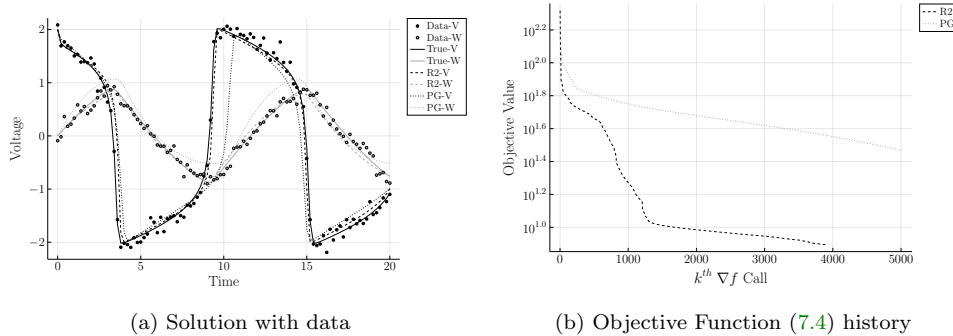 2
1
0
−1
−2
Voltage
0
5
10
15
20
Time
Data-V
Data-W
True-V
True-W
R2-V
R2-W
PG-V
PG-W
(a) Solution with data
10^2.2
10^2.0
10^1.8
10^1.6
10^1.4
10^1.2
10^1.0
Objective Value
0
1000
2000
3000
4000
5000
k^th ∇f Call
R2
PG
(b) Objective Function (7.4) history